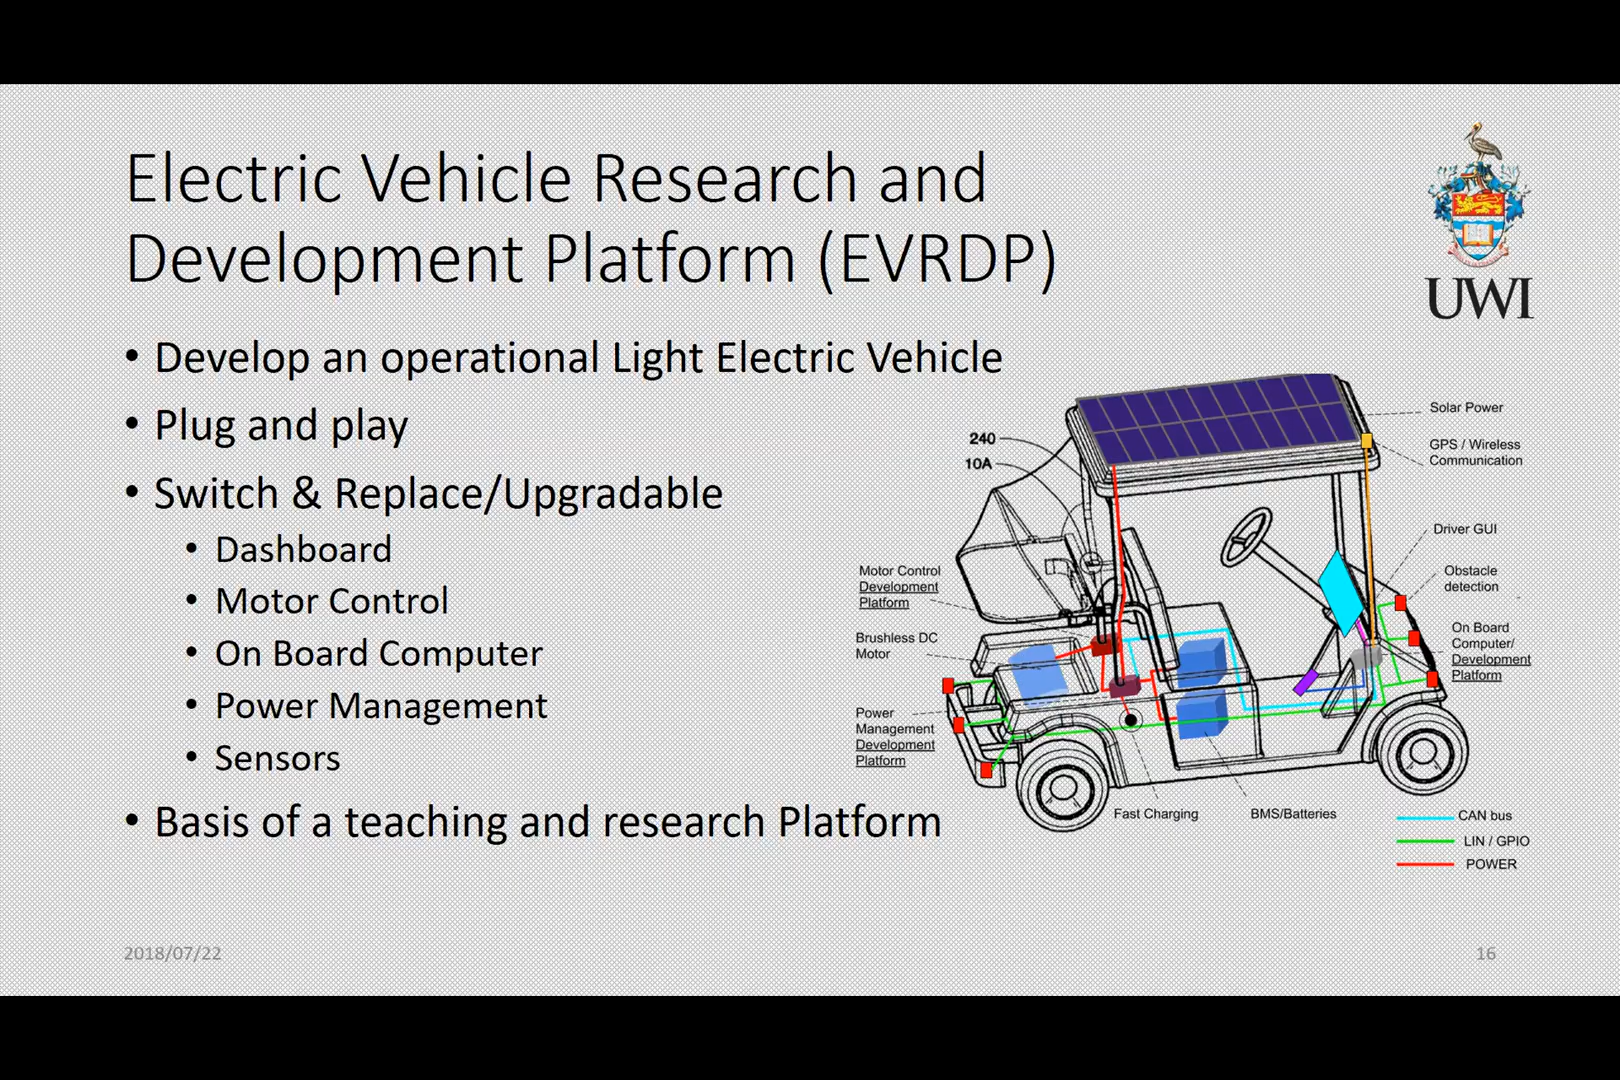 Electric Vehicle Research and
Development Platform (EVRDP)
UWI
• Develop an operational Light Electric Vehicle
• Plug and play
• Switch & Replace/Upgradable
• Dashboard
• Motor Control
• On Board Computer
• Power Management
• Sensors
• Basis of a teaching and research Platform
240
10A
Solar Power
GPS / Wireless
Communication
Driver GUI
Obstacle
detection
On Board
Computer/
Development
Platform
Motor Control
Development
Platform
Brushless DC
Motor
Power
Management
Development
Platform
Fast Charging
BMS/Batteries
CAN bus
LIN / GPIO
POWER
2018/07/22
16